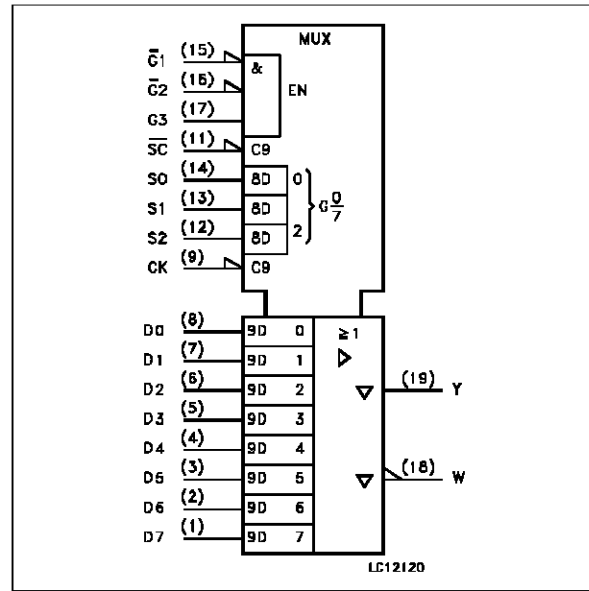 MUX
G̅1 (15) &
G̅2 (16) EN
G3 (17)
S̅C̅ (11) C9
S0 (14) 8D 0
S1 (13) 8D G 0/7
S2 (12) 8D 2
CK (9) C9
D0 (8) 9D 0 ≥1
D1 (7) 9D 1
D2 (6) 9D 2 (19) Y
D3 (5) 9D 3
D4 (4) 9D 4
D5 (3) 9D 5 (18) W
D6 (2) 9D 6
D7 (1) 9D 7
LC12120